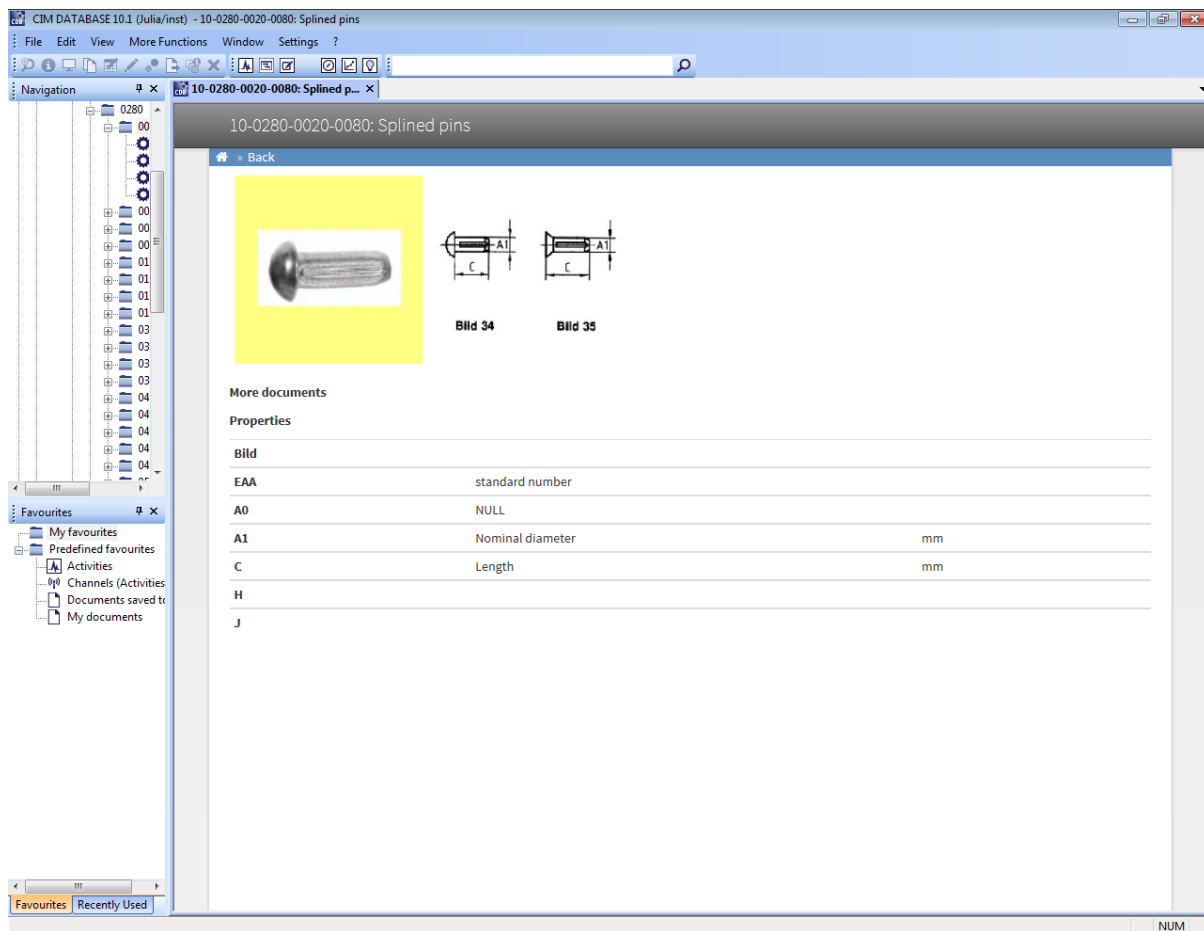 CIM DATABASE 10.1 (Julia/inst) - 10-0280-0020-0080: Splined pins
File Edit View More Functions Window Settings ?
Navigation
10-0280-0020-0080: Splined p...
0280
00
00
00
00
01
01
01
01
03
03
03
03
04
04
04
04
04
10-0280-0020-0080: Splined pins
» Back
A1
C
A1
C
Bild 34 Bild 35
More documents
Properties
Bild
EAA standard number
A0 NULL
A1 Nominal diameter mm
C Length mm
H
J
Favourites
My favourites
Predefined favourites
Activities
Channels (Activities
Documents saved to
My documents
Favourites Recently Used
NUM